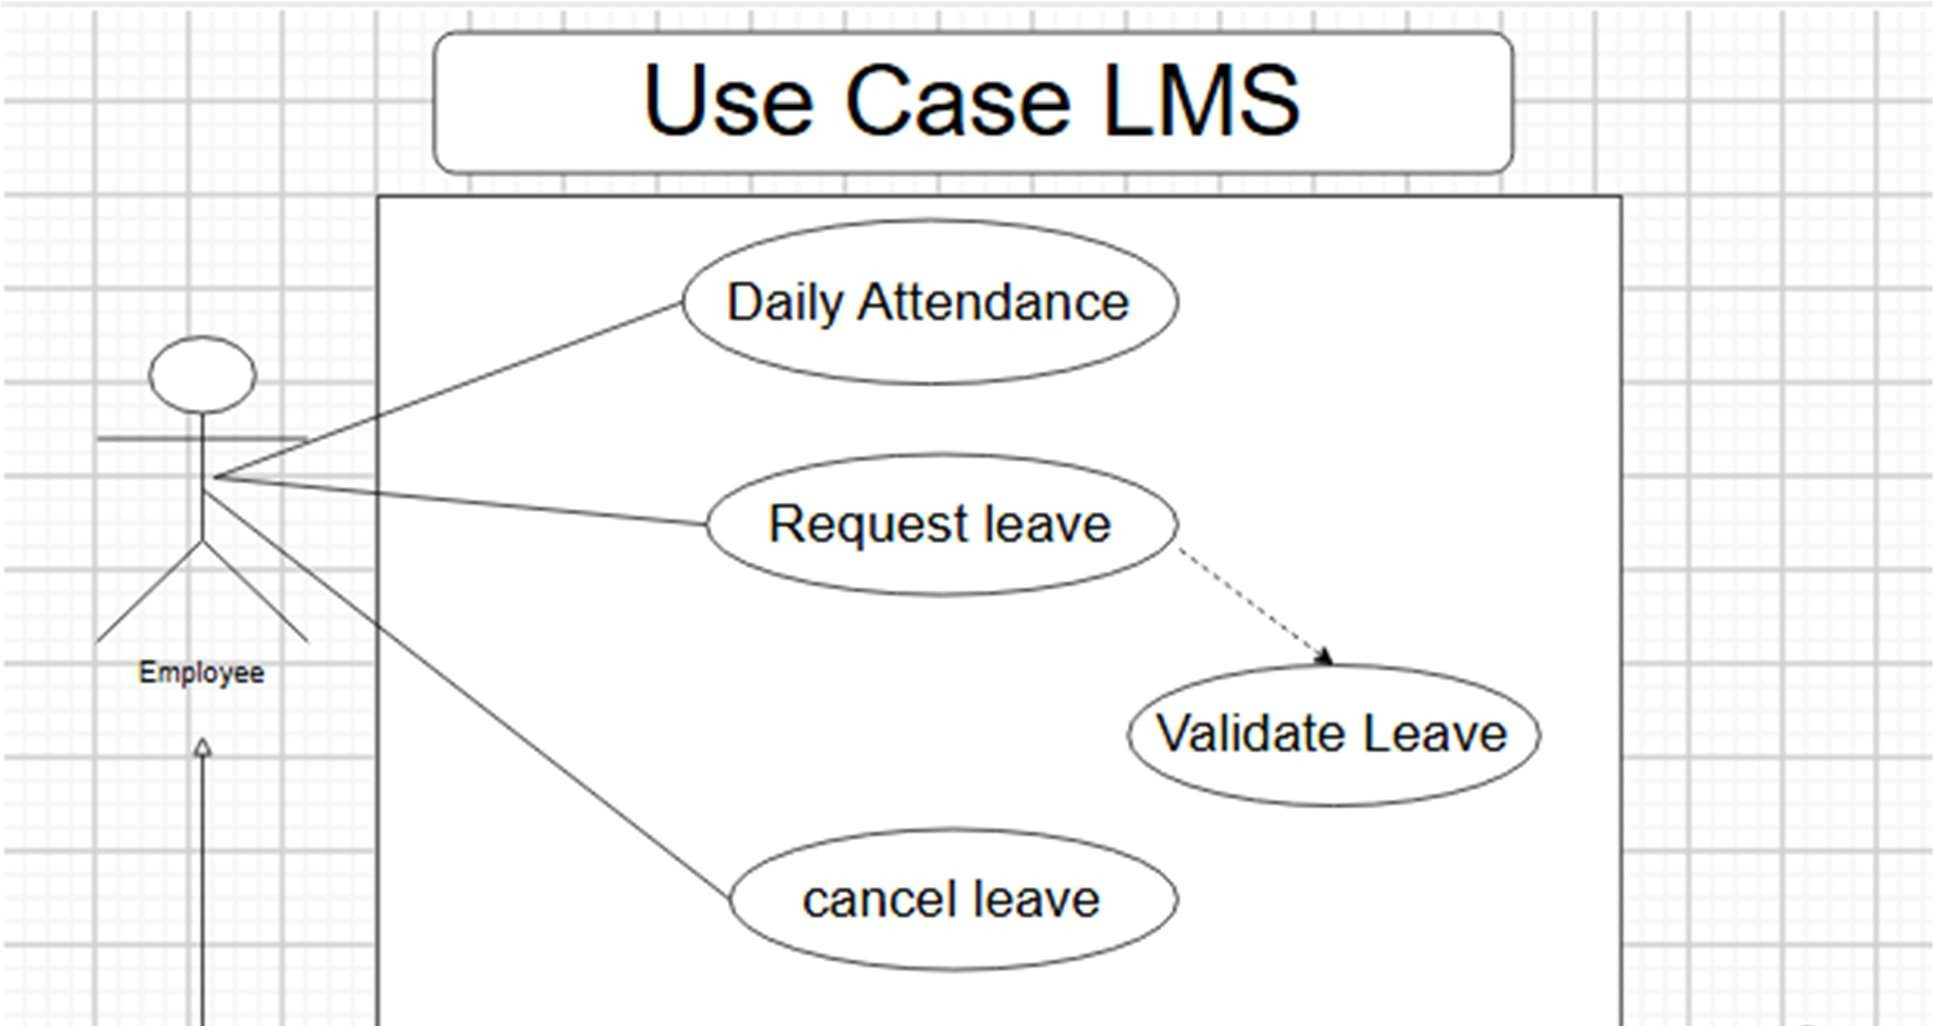 Use Case LMS
Daily Attendance
Request leave
Employee
Validate Leave
cancel leave